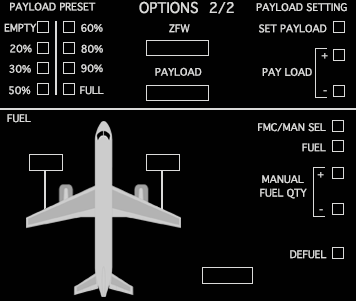 PAYLOAD PRESET
OPTIONS 2/2
PAYLOAD SETTING
EMPTY
60%
ZFW
SET PAYLOAD
20%
80%
30%
90%
PAYLOAD
PAY LOAD
+
-
50%
FULL
FUEL
FMC/MAN SEL
FUEL
MANUAL
FUEL QTY
+
-
DEFUEL